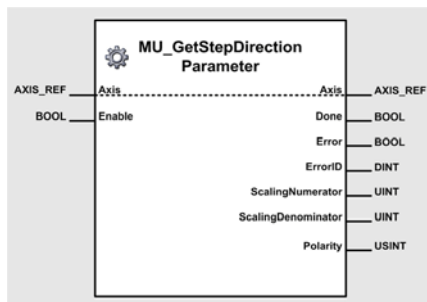 MU_GetStepDirection
Parameter
AXIS_REF Axis Axis AXIS_REF
BOOL Enable Done BOOL
Error BOOL
ErrorID DINT
ScalingNumerator UINT
ScalingDenominator UINT
Polarity USINT